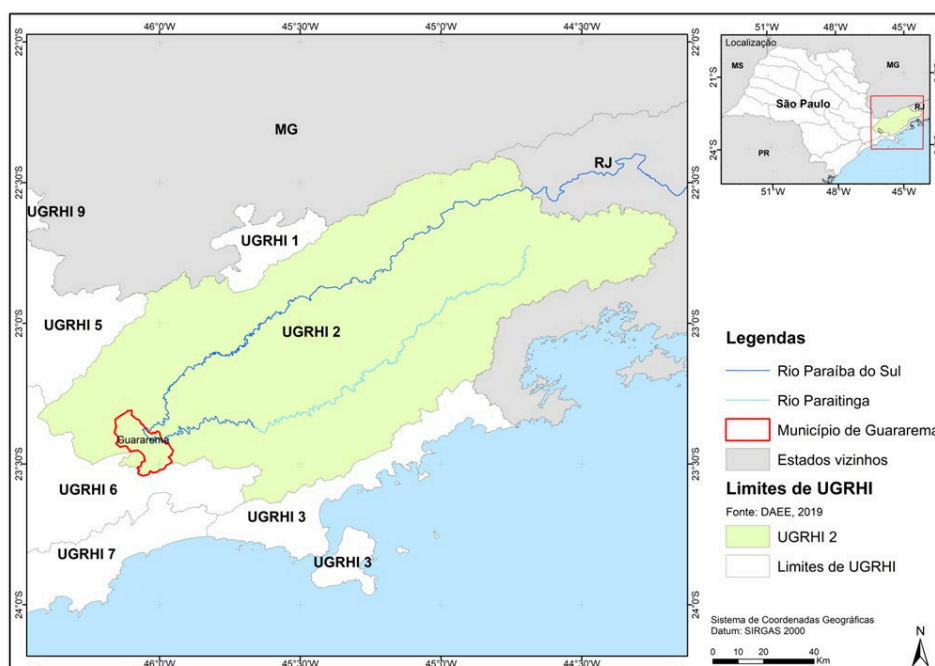 46°0'W
45°30'W
45°0'W
44°30'W
22°0'S
22°0'S
MG
RJ
22°30'S
22°30'S
UGRHI 9
UGRHI 1
UGRHI 5
UGRHI 2
23°0'S
23°0'S
Guararema
23°30'S
23°30'S
UGRHI 6
UGRHI 3
UGRHI 7
UGRHI 3
24°0'S
24°0'S
46°0'W
45°30'W
45°0'W
44°30'W
51°W
48°W
45°W
Localização
MS
MG
21°S
São Paulo
RJ
24°S
PR
51°W
48°W
45°W
Legendas
Rio Paraíba do Sul
Rio Paraitinga
Município de Guararema
Estados vizinhos
Limites de UGRHI
Fonte: DAEE, 2019
UGRHI 2
Limites de UGRHI
Sistema de Coordenadas Geográficas
Datum: SIRGAS 2000
0 10 20 40
Km
N